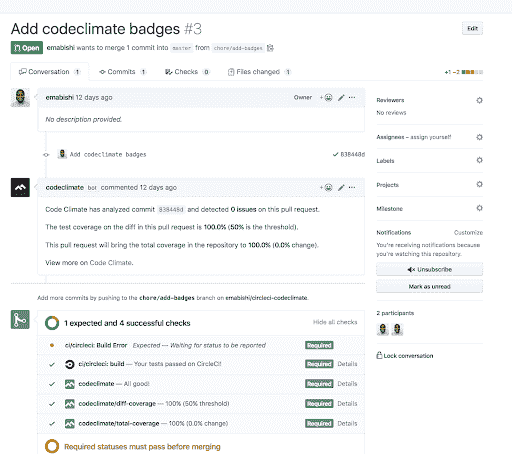 Add codeclimate badges #3
Edit
Open emabishi wants to merge 1 commit into master from chore/add-badges
Conversation 1 Commits 1 Checks 0 Files changed 1
+1 −2
emabishi 12 days ago Owner
No description provided.
Add codeclimate badges
838448d
codeclimate bot commented 12 days ago
Code Climate has analyzed commit 838448d and detected 0 issues on this pull request.
The test coverage on the diff in this pull request is 100.0% (50% is the threshold).
This pull request will bring the total coverage in the repository to 100.0% (0.0% change).
View more on Code Climate.
Add more commits by pushing to the chore/add-badges branch on emabishi/circleci-codeclimate.
1 expected and 4 successful checks
Hide all checks
ci/circleci: Build Error Expected — Waiting for status to be reported Required
ci/circleci: build — Your tests passed on CircleCI! Required Details
codeclimate — All good! Required Details
codeclimate/diff-coverage — 100% (50% threshold) Required Details
codeclimate/total-coverage — 100% (0.0% change) Required Details
Required statuses must pass before merging
Reviewers
No reviews
Assignees – assign yourself
Labels
Projects
Milestone
Notifications Customize
You're receiving notifications because
you're watching this repository.
Unsubscribe
Mark as unread
2 participants
Lock conversation